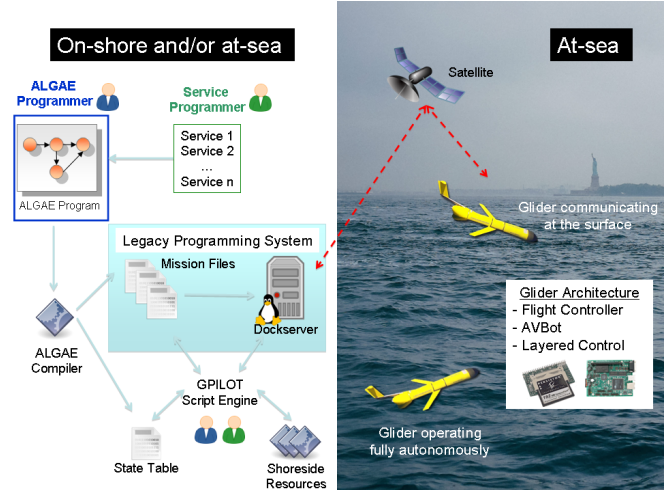 On-shore and/or at-sea
At-sea
ALGAE
Programmer
Service
Programmer
Satellite
Service 1
Service 2
...
Service n
ALGAE Program
Glider communicating
at the surface
Legacy Programming System
Mission Files
Dockserver
Glider Architecture
- Flight Controller
- AVBot
- Layered Control
ALGAE
Compiler
GPILOT
Script Engine
Glider operating
fully autonomously
State Table
Shoreside
Resources